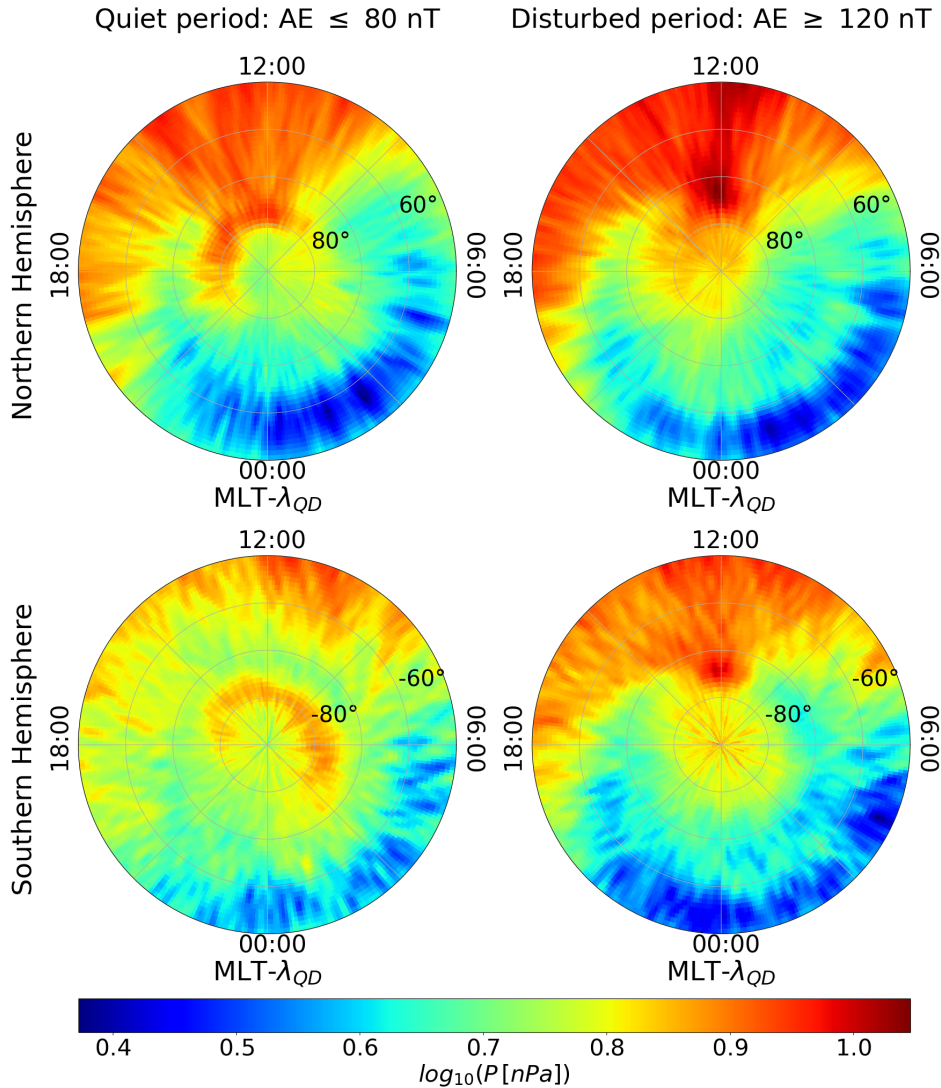 Quiet period: AE ≤ 80 nT
Disturbed period: AE ≥ 120 nT
Northern Hemisphere
12:00
18:00
60°
80°
06:00
00:00
MLT-λQD
12:00
18:00
60°
80°
06:00
00:00
MLT-λQD
Southern Hemisphere
12:00
18:00
-60°
-80°
06:00
00:00
MLT-λQD
12:00
18:00
-60°
-80°
06:00
00:00
MLT-λQD
0.4 0.5 0.6 0.7 0.8 0.9 1.0
log10(P [nPa])